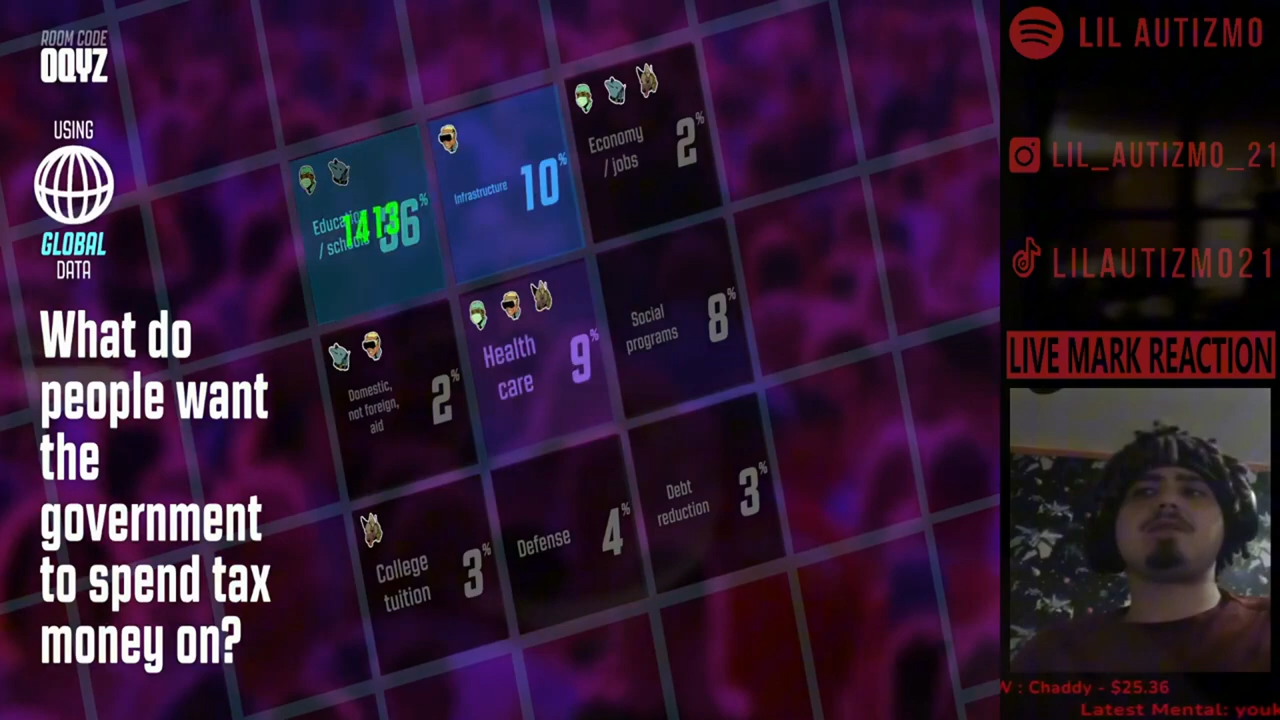 ROOM CODE
OQYZ
USING
GLOBAL
DATA
What do
people want
the
government
to spend tax
money on?
/ schools
36%
14 13
Infrastructure
10%
Economy
/ jobs
2%
Domestic,
not foreign,
aid
2%
Health
care
9%
Social
programs
8%
College
tuition
3%
Defense
4%
Debt
reduction
3%
LIL AUTIZMO
LIL_AUTIZMO_21
LILAUTIZMO21
LIVE MARK REACTION
: Chaddy - $25.36
Latest Mental: